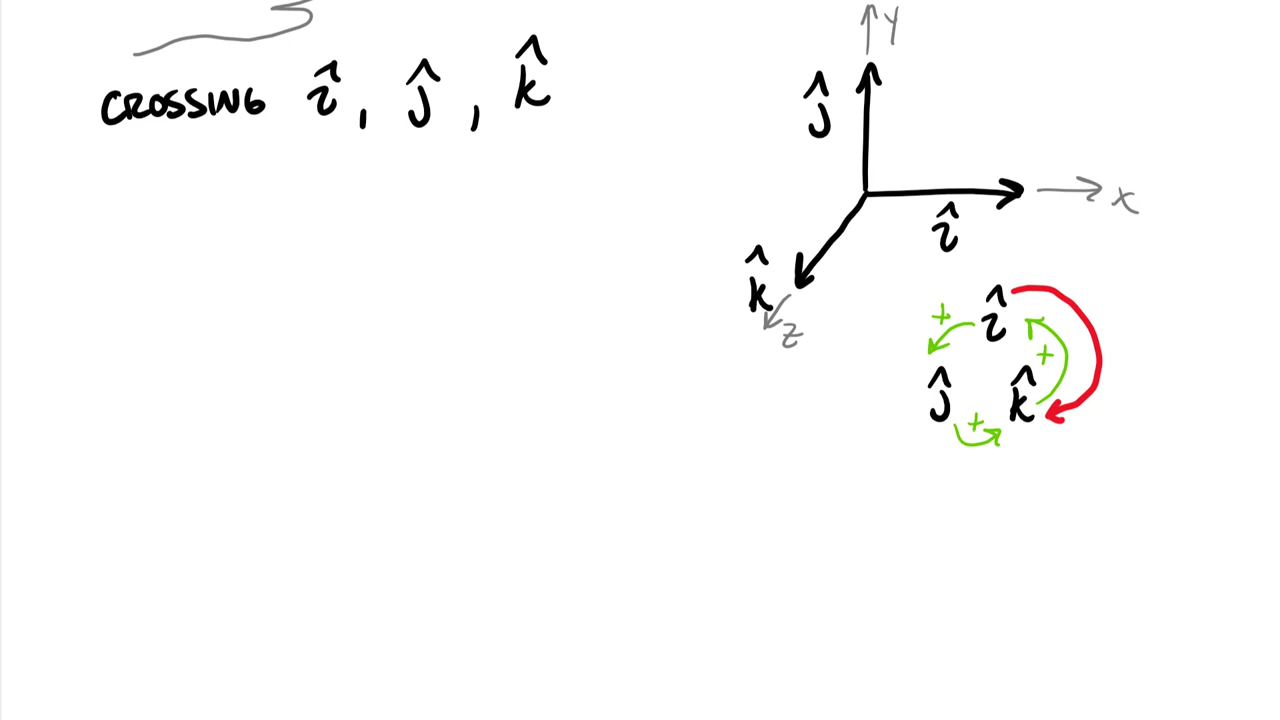 CROSSING î, ĵ, k̂
Y
ĵ
X
î
k̂
Z
î
+
+
ĵ
k̂
+